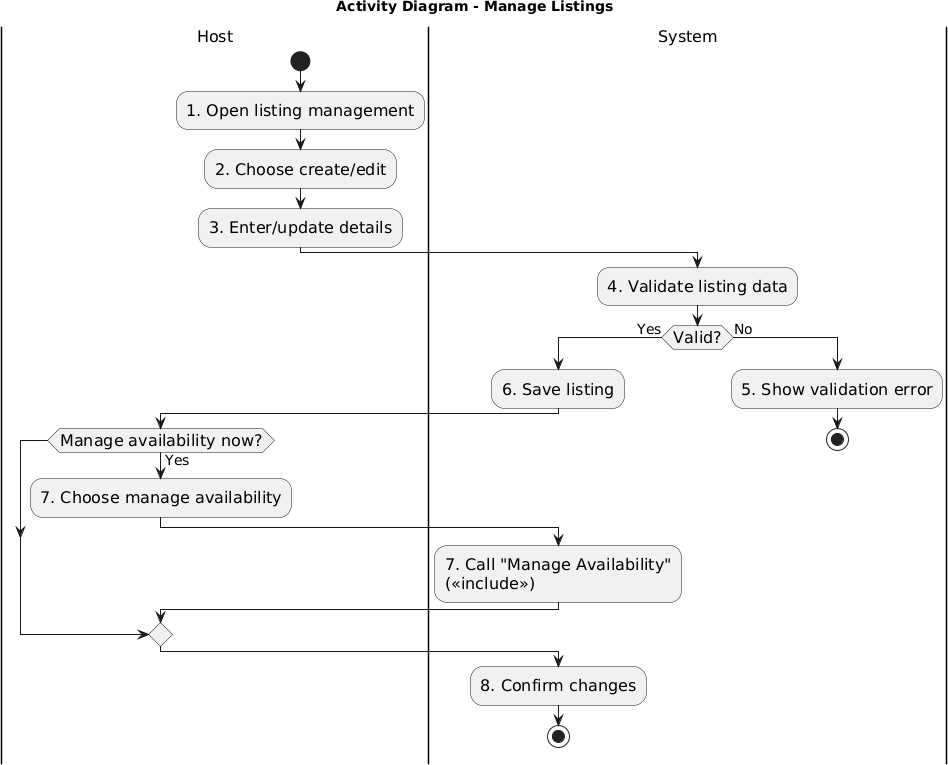 Activity Diagram - Manage Listings
Host
System
1. Open listing management
2. Choose create/edit
3. Enter/update details
4. Validate listing data
Yes
Valid?
No
6. Save listing
5. Show validation error
Manage availability now?
Yes
7. Choose manage availability
7. Call "Manage Availability"
(«include»)
8. Confirm changes